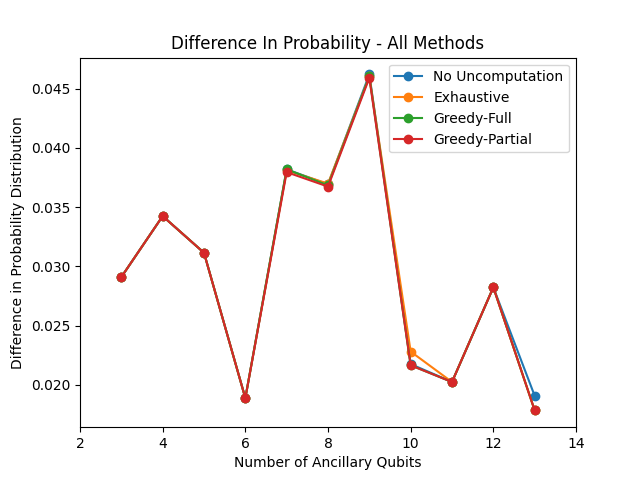 Difference In Probability - All Methods
Difference in Probability Distribution
0.045
0.040
0.035
0.030
0.025
0.020
No Uncomputation
Exhaustive
Greedy-Full
Greedy-Partial
2 4 6 8 10 12 14
Number of Ancillary Qubits